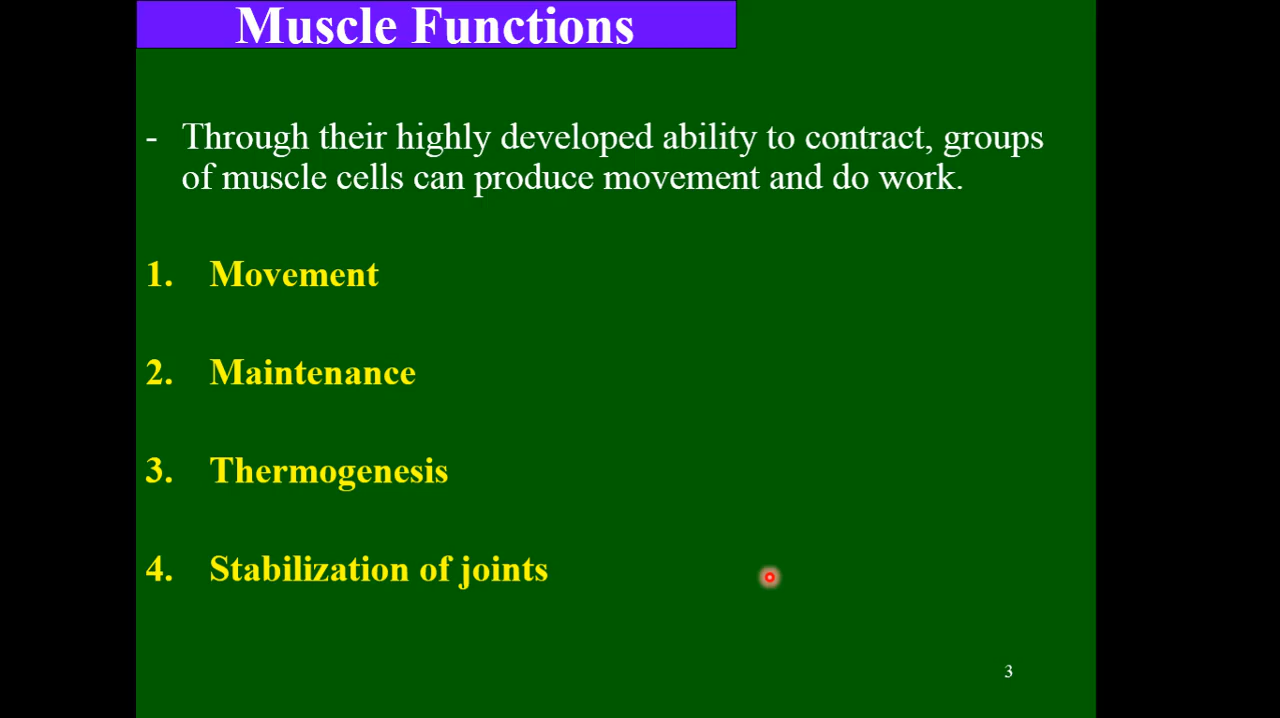 Muscle Functions
- Through their highly developed ability to contract, groups
of muscle cells can produce movement and do work.
1. Movement
2. Maintenance
3. Thermogenesis
4. Stabilization of joints
3